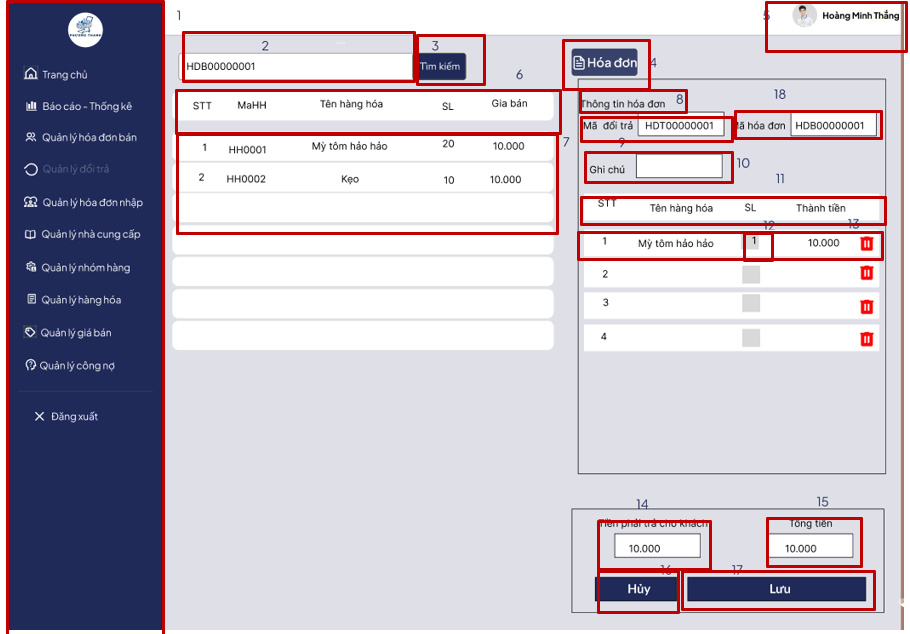 1
5
Hoàng Minh Thắng
PHƯƠNG THẮNG
Trang chủ
Báo cáo - Thống kê
Quản lý hóa đơn bán
Quản lý đổi trả
Quản lý hóa đơn nhập
Quản lý nhà cung cấp
Quản lý nhóm hàng
Quản lý hàng hóa
Quản lý giá bán
Quản lý công nợ
Đăng xuất
2
3
HDB00000001
Tìm kiếm
6
STT MaHH Tên hàng hóa SL Gia bán
7
1 HH0001 Mỳ tôm hảo hảo 20 10.000
2 HH0002 Kẹo 10 10.000
Hóa đơn
4
Thông tin hóa đơn 8
18
Mã đổi trả HDT00000001
Mã hóa đơn HDB00000001
9
10
Ghi chú
11
STT Tên hàng hóa SL Thành tiền
12
13
1 Mỳ tôm hảo hảo 1 10.000
2
3
4
14
15
Tiền phải trả cho khách
Tổng tiền
10.000
10.000
16
17
Hủy
Lưu